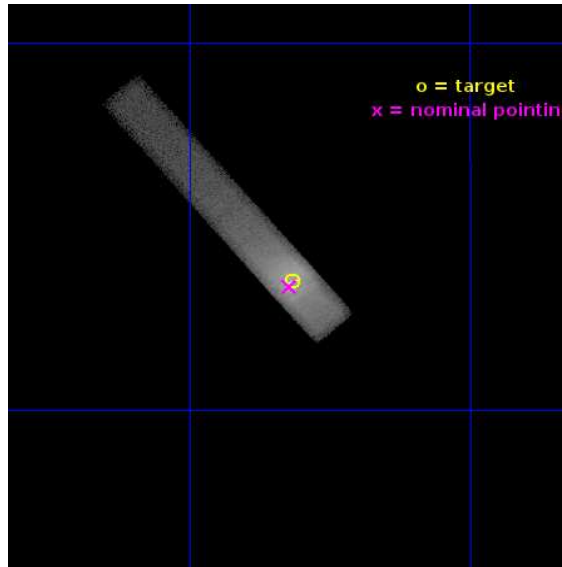 o = target
x = nominal pointin